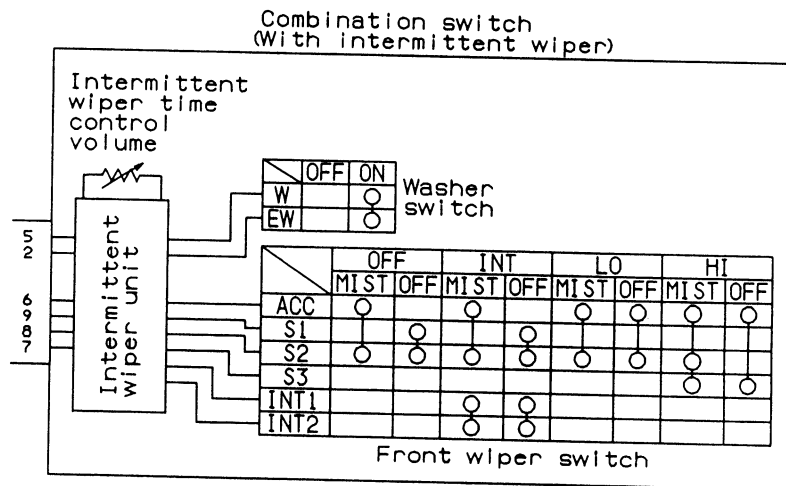 Combination switch
(With intermittent wiper)
Intermittent
wiper time
control
volume
OFF ON
W
EW
Washer
switch
5
2
6
9
8
7
Intermittent
wiper unit
OFF INT LO HI
MIST OFF MIST OFF MIST OFF MIST OFF
ACC
S1
S2
S3
INT1
INT2
Front wiper switch